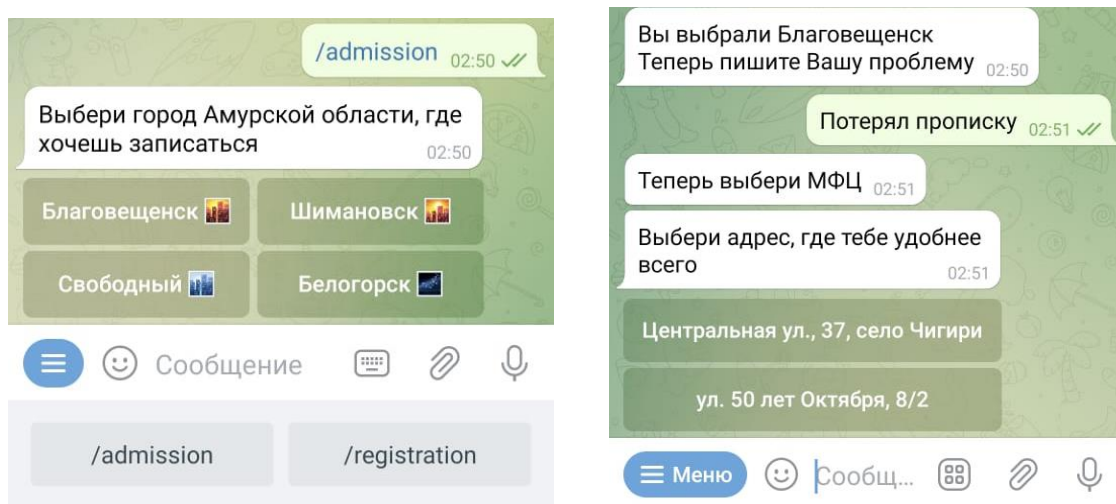 /admission 02:50
Выбери город Амурской области, где
хочешь записаться 02:50
Благовещенск Шимановск
Свободный Белогорск
Сообщение
/admission /registration
Вы выбрали Благовещенск
Теперь пишите Вашу проблему 02:50
Потерял прописку 02:51
Теперь выбери МФЦ 02:51
Выбери адрес, где тебе удобнее
всего 02:51
Центральная ул., 37, село Чигири
ул. 50 лет Октября, 8/2
Меню Сообщ...